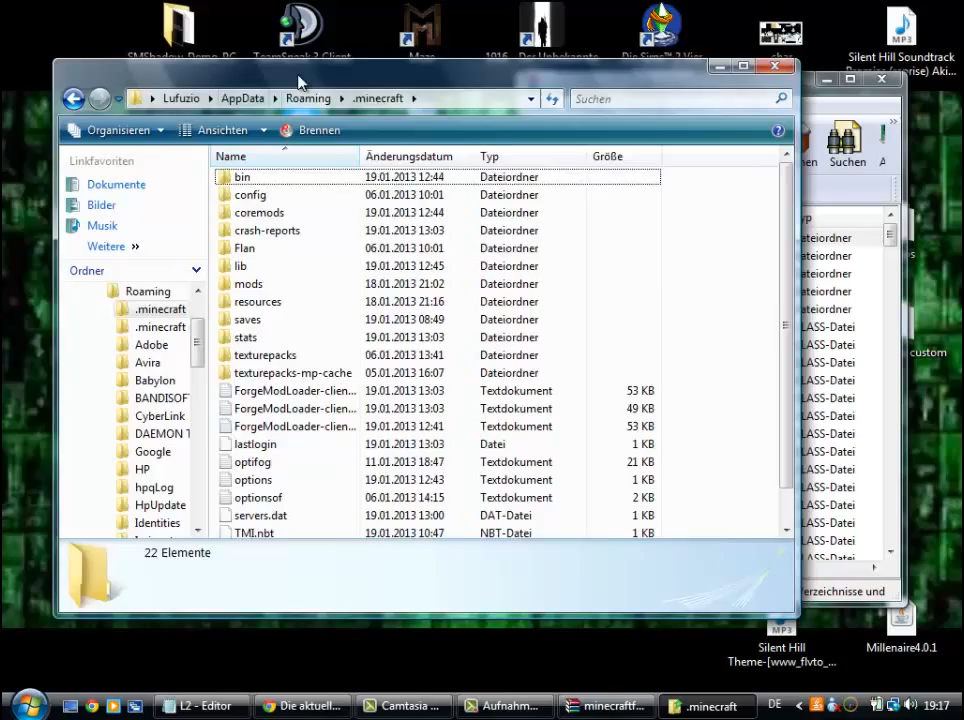 SMShadow Demo PC
TeamSpeak 3 Client
Maze
1916 - Der Unbekannte
Die Sims™ 2 Vier
char
Silent Hill Soundtrack
Lufuzio
AppData
Roaming
.minecraft
Suchen
Organisieren
Ansichten
Brennen
Suchen
Linkfavoriten
Dokumente
Bilder
Musik
Weitere »
Ordner
Roaming
.minecraft
.minecraft
Adobe
Avira
Babylon
BANDISOF
CyberLink
DAEMON T
Google
HP
hpqLog
HpUpdate
Identities
Name Änderungsdatum Typ Größe
bin 19.01.2013 12:44 Dateiordner
config 06.01.2013 10:01 Dateiordner
coremods 19.01.2013 12:44 Dateiordner
crash-reports 19.01.2013 13:03 Dateiordner
Flan 06.01.2013 10:01 Dateiordner
lib 19.01.2013 12:45 Dateiordner
mods 18.01.2013 21:02 Dateiordner
resources 18.01.2013 21:16 Dateiordner
saves 19.01.2013 08:49 Dateiordner
stats 19.01.2013 13:03 Dateiordner
texturepacks 06.01.2013 13:41 Dateiordner
texturepacks-mp-cache 05.01.2013 16:07 Dateiordner
ForgeModLoader-clien... 19.01.2013 13:03 Textdokument 53 KB
ForgeModLoader-clien... 19.01.2013 13:03 Textdokument 49 KB
ForgeModLoader-clien... 19.01.2013 12:41 Textdokument 53 KB
lastlogin 19.01.2013 13:03 Datei 1 KB
optifog 11.01.2013 18:47 Textdokument 21 KB
options 19.01.2013 12:43 Textdokument 1 KB
optionsof 06.01.2013 14:15 Textdokument 2 KB
servers.dat 19.01.2013 13:00 DAT-Datei 1 KB
TMI.nbt 19.01.2013 10:47 NBT-Datei 1 KB
22 Elemente
yp
ateiordner
ateiordner
ateiordner
ateiordner
ateiordner
LASS-Datei
LASS-Datei
LASS-Datei
LASS-Datei
LASS-Datei
LASS-Datei
LASS-Datei
LASS-Datei
LASS-Datei
LASS-Datei
LASS-Datei
LASS-Datei
LASS-Datei
LASS-Datei
erzeichnisse und
custom
MP3
Silent Hill
Theme-[www_flvto_...
Millenaire4.0.1
L2 - Editor
Die aktuell...
Camtasia ...
Aufnahm...
minecraftf...
.minecraft
DE
19:17